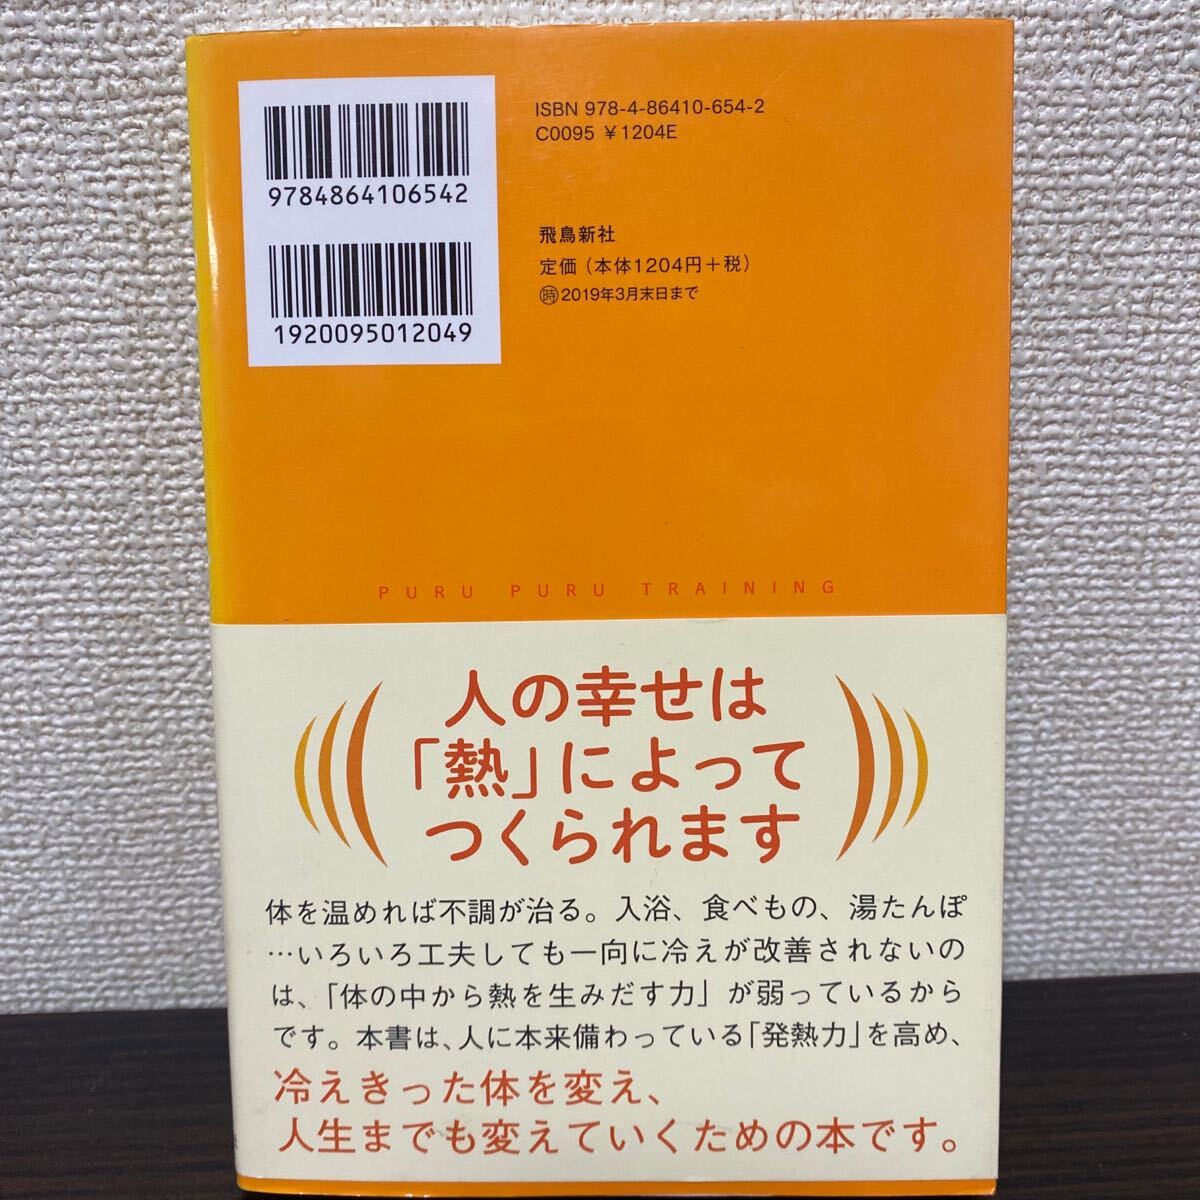 9784864106542
1920095012049
ISBN 978-4-86410-654-2
C0095 ￥1204E
飛鳥新社
定価（本体1204円＋税）
時2019年3月末日まで
PURU PURU TRAINING
人の幸せは
「熱」によって
つくられます
体を温めれば不調が治る。入浴、食べもの、湯たんぽ
…いろいろ工夫しても一向に冷えが改善されないの
は、「体の中から熱を生みだす力」が弱っているから
です。本書は、人に本来備わっている「発熱力」を高め、
冷えきった体を変え、
人生までも変えていくための本です。